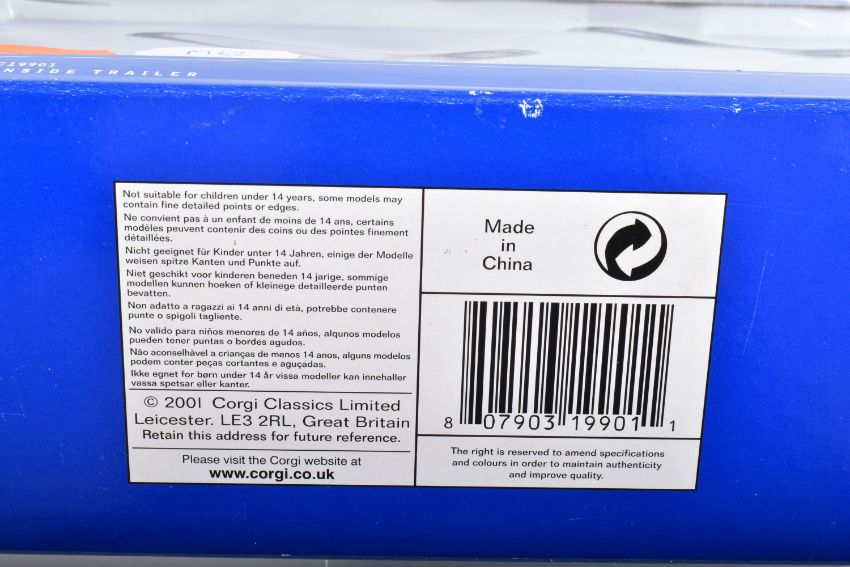 C19901
NSIDE TRAILER
Not suitable for children under 14 years, some models may
contain fine detailed points or edges.
Ne convient pas à un enfant de moins de 14 ans, certains
modèles peuvent contenir des coins ou des pointes finement
détaillées.
Nicht geeignet für Kinder unter 14 Jahren, einige der Modelle
weisen spitze Kanten und Punkte auf.
Niet geschikt voor kinderen beneden 14 jarige, sommige
modellen kunnen hoeken of kleinege detailleerde punten
bevatten.
Non adatto a ragazzi ai 14 anni di età, potrebbe contenere
punte o spigoli tagliente.
No valido para niños menores de 14 años, alqunos modelos
pueden tener puntas o bordes agudos.
Não aconselhàvel a crianças de menos 14 anos, alguns modelos
podem conter peças cortantes e aguçadas.
Ikke egnet for børn under 14 år vissa modeller kan innehaller
vassa spetsar eller kanter.
© 2001 Corgi Classics Limited
Leicester. LE3 2RL, Great Britain
Retain this address for future reference.
Please visit the Corgi website at
www.corgi.co.uk
Made
in
China
8 07903 19901 1
The right is reserved to amend specifications
and colours in order to maintain authenticity
and improve quality.